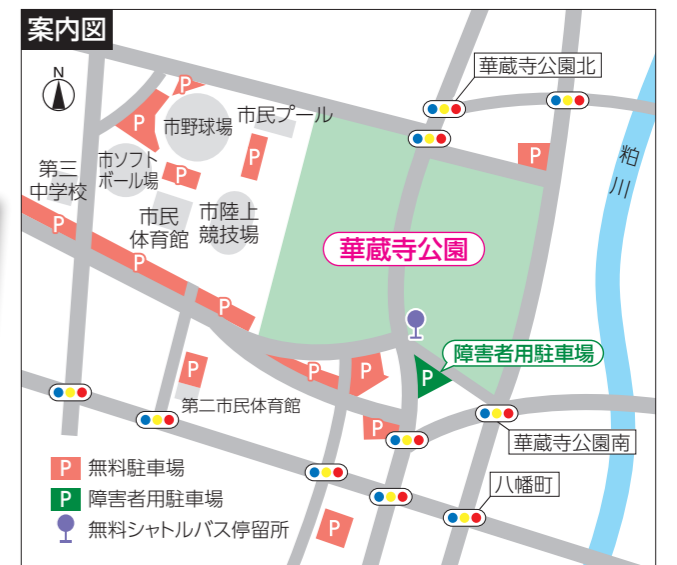 案内図
N
華蔵寺公園北
P
市民プール
P
市野球場
P
P
粕川
市ソフト
ボール場
P
第三
中学校
市民
体育館
市陸上
競技場
P
華蔵寺公園
P
P
障害者用駐車場
P
P
P
P
第二市民体育館
P
華蔵寺公園南
P 無料駐車場
八幡町
P 障害者用駐車場
無料シャトルバス停留所
P